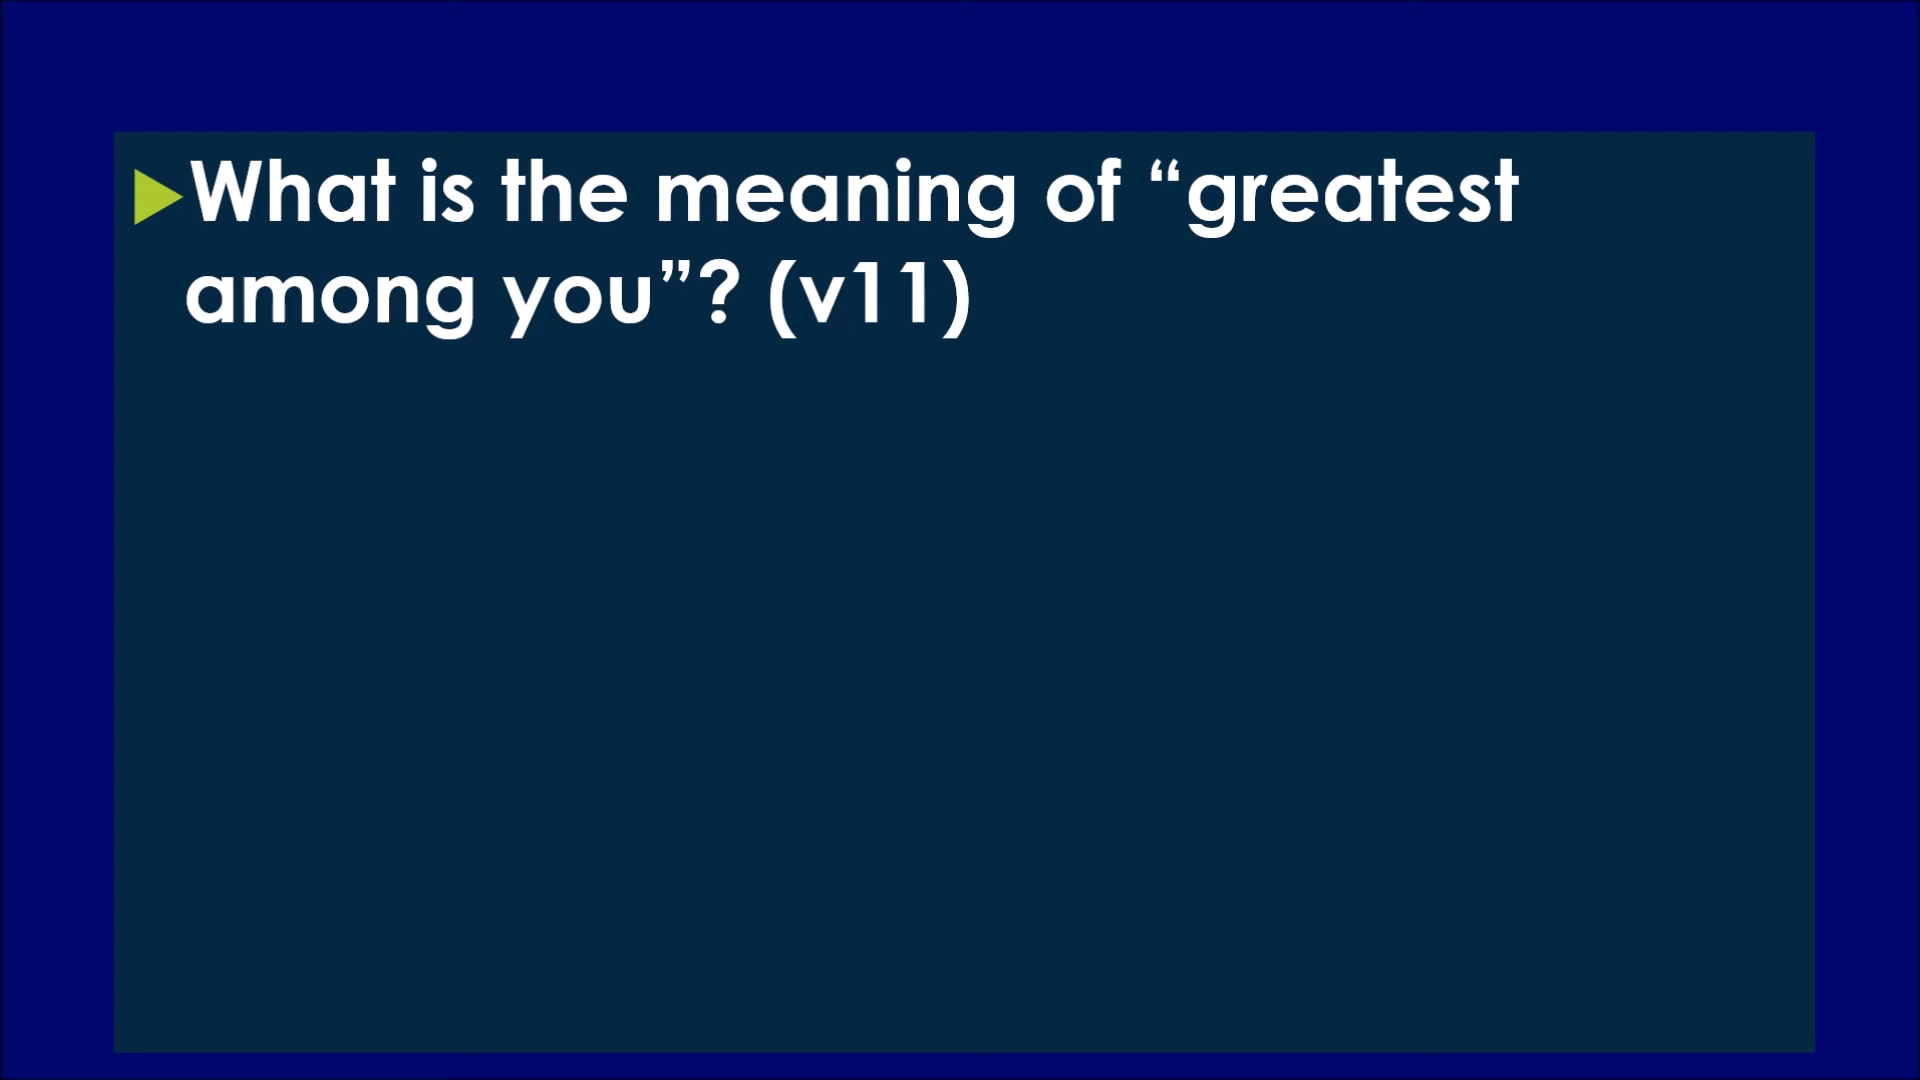 What is the meaning of “greatest
among you”? (v11)